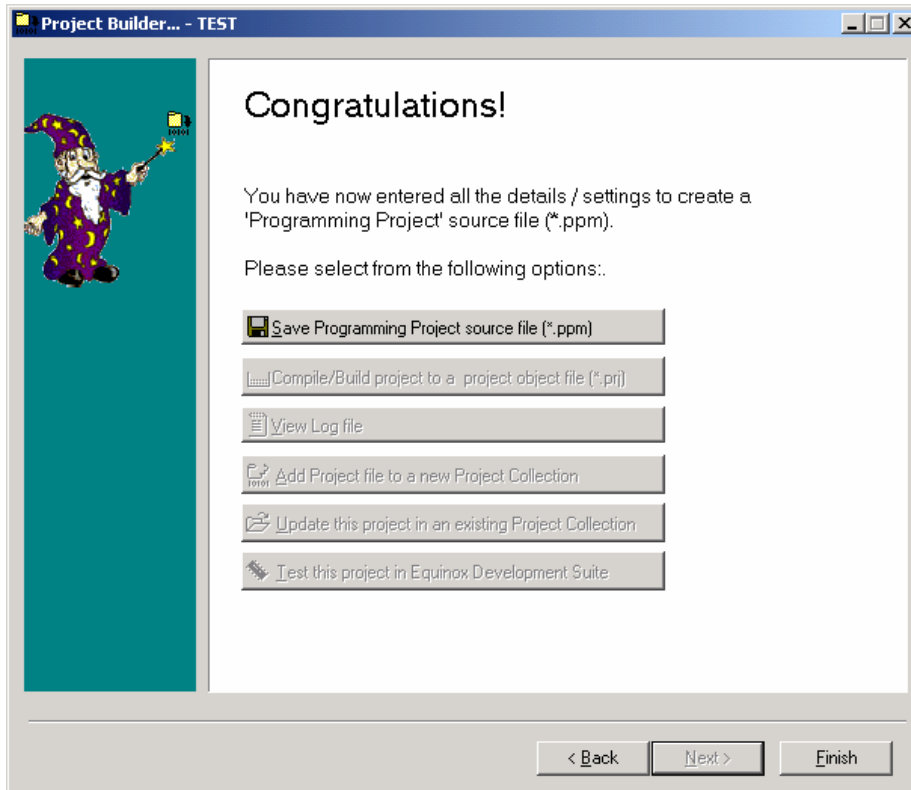 Project Builder... - TEST
Congratulations!
You have now entered all the details / settings to create a
'Programming Project' source file (*.ppm).
Please select from the following options:.
Save Programming Project source file (*.ppm)
Compile/Build project to a project object file (*.prj)
View Log file
Add Project file to a new Project Collection
Update this project in an existing Project Collection
Test this project in Equinox Development Suite
< Back
Next >
Finish